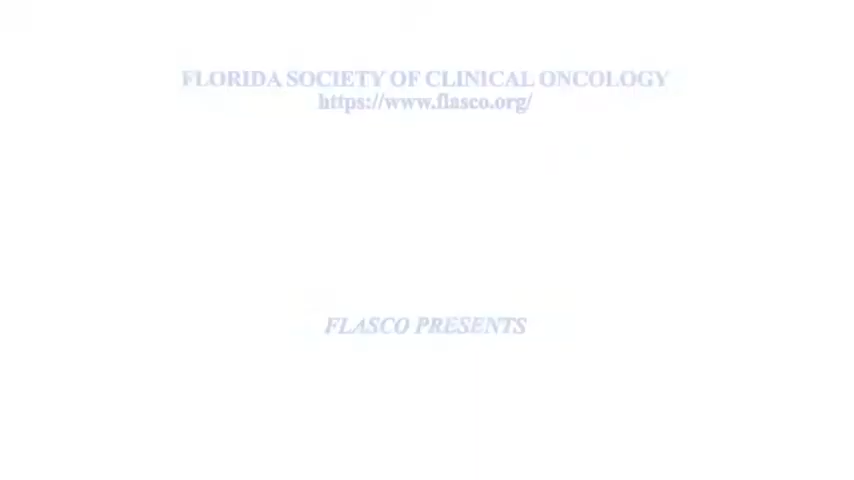 FLORIDA SOCIETY OF CLINICAL ONCOLOGY
https://www.flasco.org/
FLASCO PRESENTS